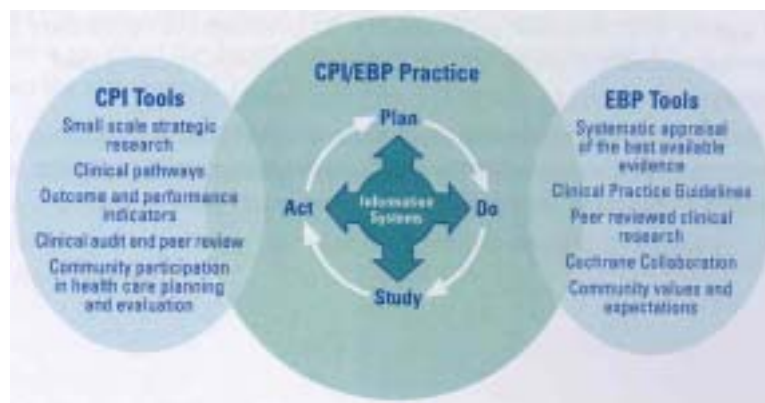 CPI/EBP Practice
CPI Tools
Small scale strategic
research
Clinical pathways
Outcome and performance
indicators
Clinical audit and peer review
Community participation
in health care planning
and evaluation
Plan
Act
Information
Systems
Do
Study
EBP Tools
Systematic appraisal
of the best available
evidence
Clinical Practice Guidelines
Peer reviewed clinical
research
Cochrane Collaboration
Community values and
expectations